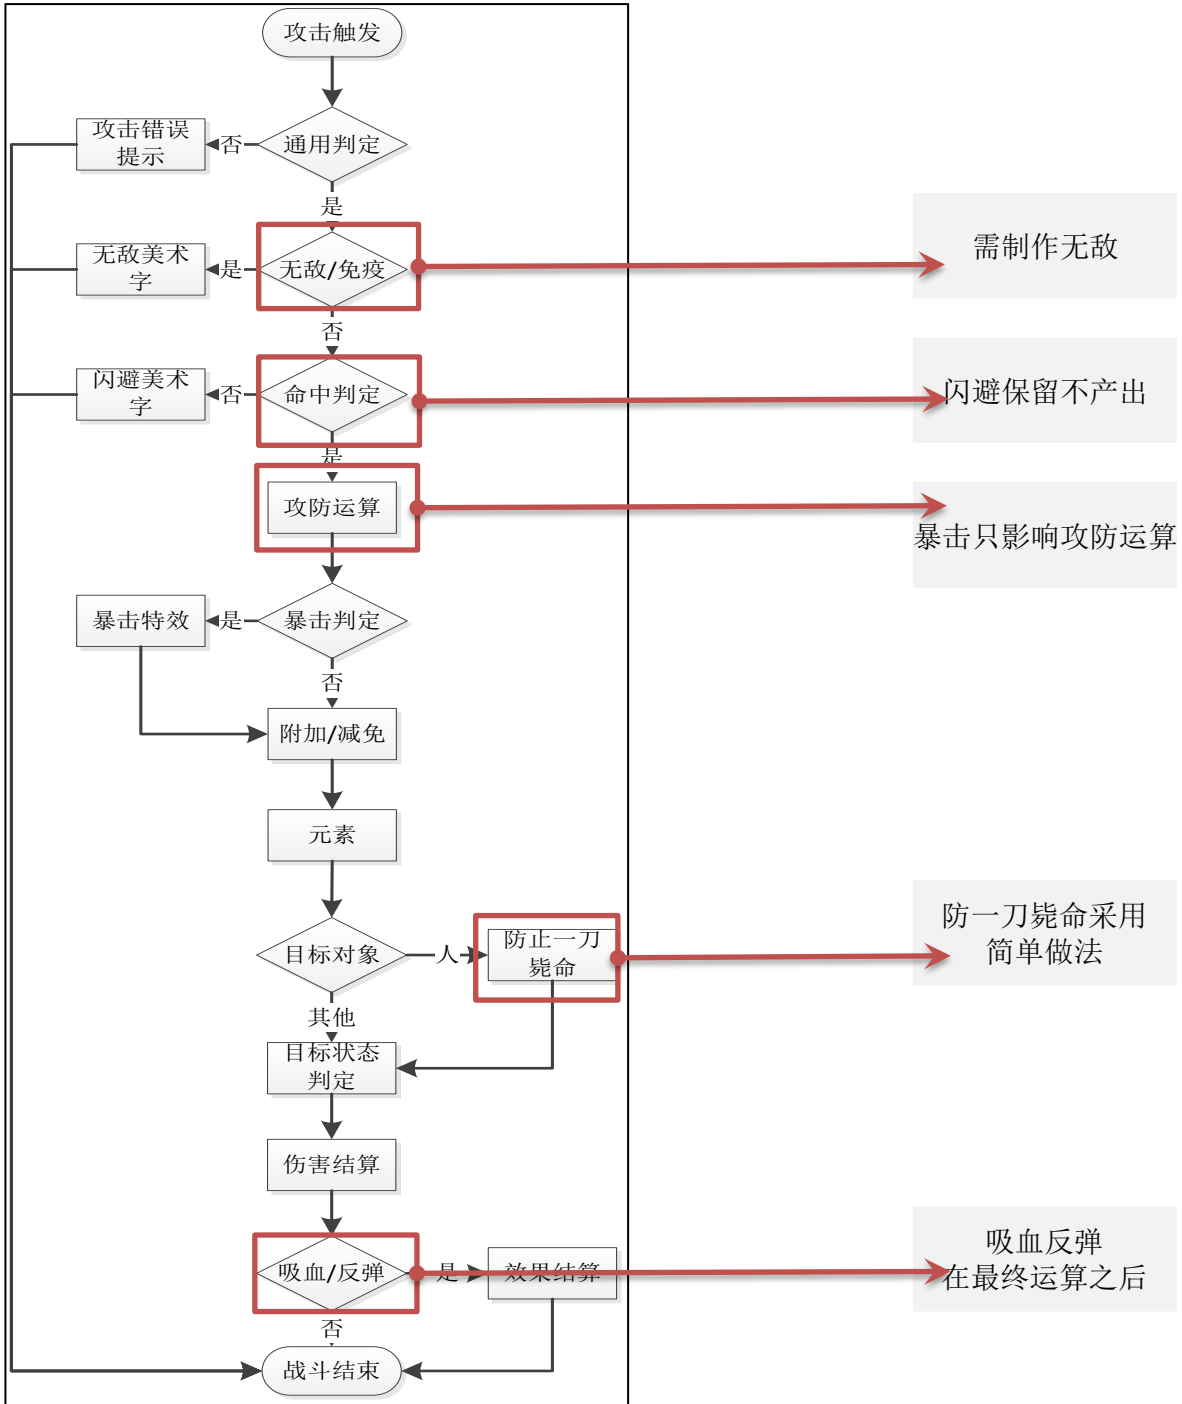 攻击触发
通用判定
否
攻击错误
提示
是
无敌/免疫
是
无敌美术
字
需制作无敌
否
命中判定
否
闪避美术
字
闪避保留不产出
是
攻防运算
暴击只影响攻防运算
暴击判定
是
暴击特效
否
附加/减免
元素
目标对象
人
防止一刀
毙命
防一刀毙命采用
简单做法
其他
目标状态
判定
伤害结算
吸血/反弹
是
效果结算
吸血反弹
在最终运算之后
否
战斗结束